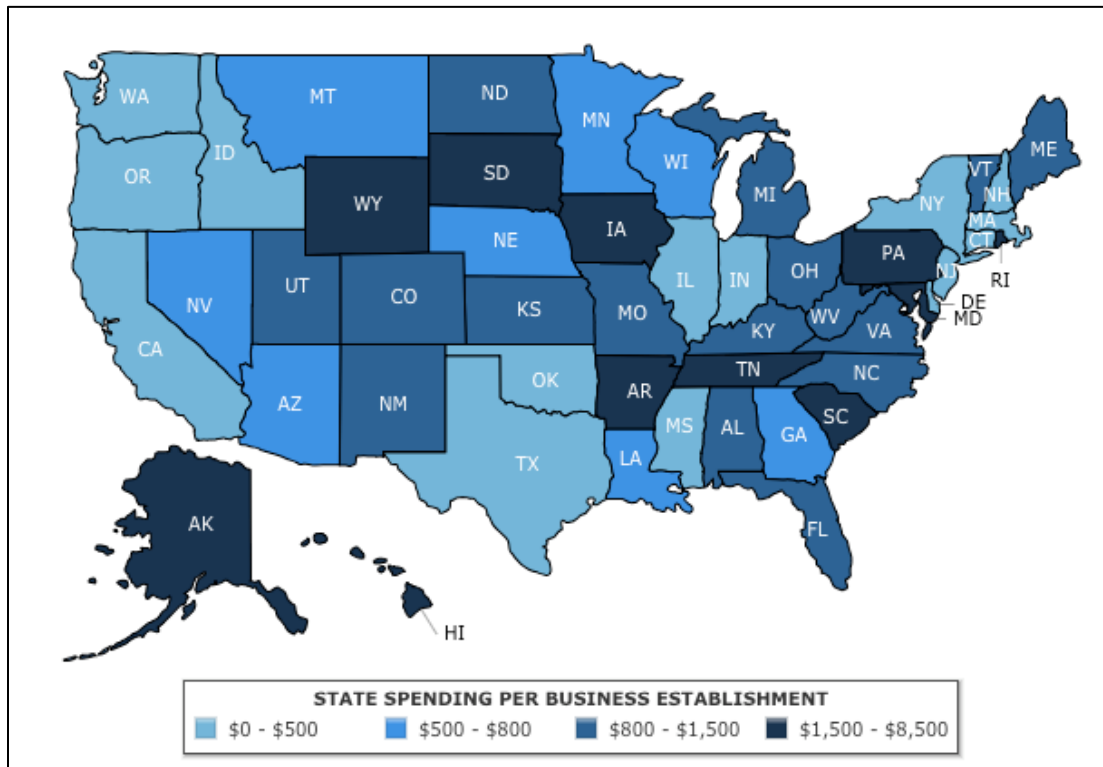 WA
MT
ND
MN
ME
ID
VT
OR
SD
WI
NH
MI
NY
WY
MA
IA
CT
NE
PA
RI
NV
UT
CO
IL
IN
OH
NJ
DE
KS
MO
WV
MD
CA
KY
VA
TN
NC
AZ
NM
OK
AR
SC
MS
AL
GA
TX
LA
FL
AK
HI
STATE SPENDING PER BUSINESS ESTABLISHMENT
$0 - $500 $500 - $800 $800 - $1,500 $1,500 - $8,500